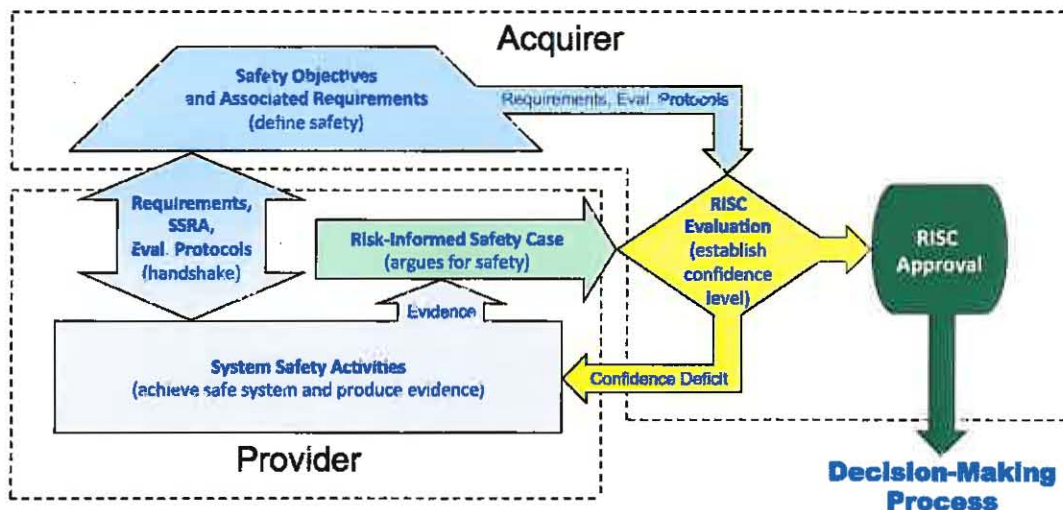 Acquirer
Safety Objectives
and Associated Requirements
(define safety)
Requirements, Eval. Protocols
Requirements,
SSRA,
Eval. Protocols
(handshake)
Risk-Informed Safety Case
(argues for safety)
RISC
Evaluation
(establish
confidence
level)
RISC
Approval
Evidence
System Safety Activities
(achieve safe system and produce evidence)
Confidence Deficit
Provider
Decision-Making
Process